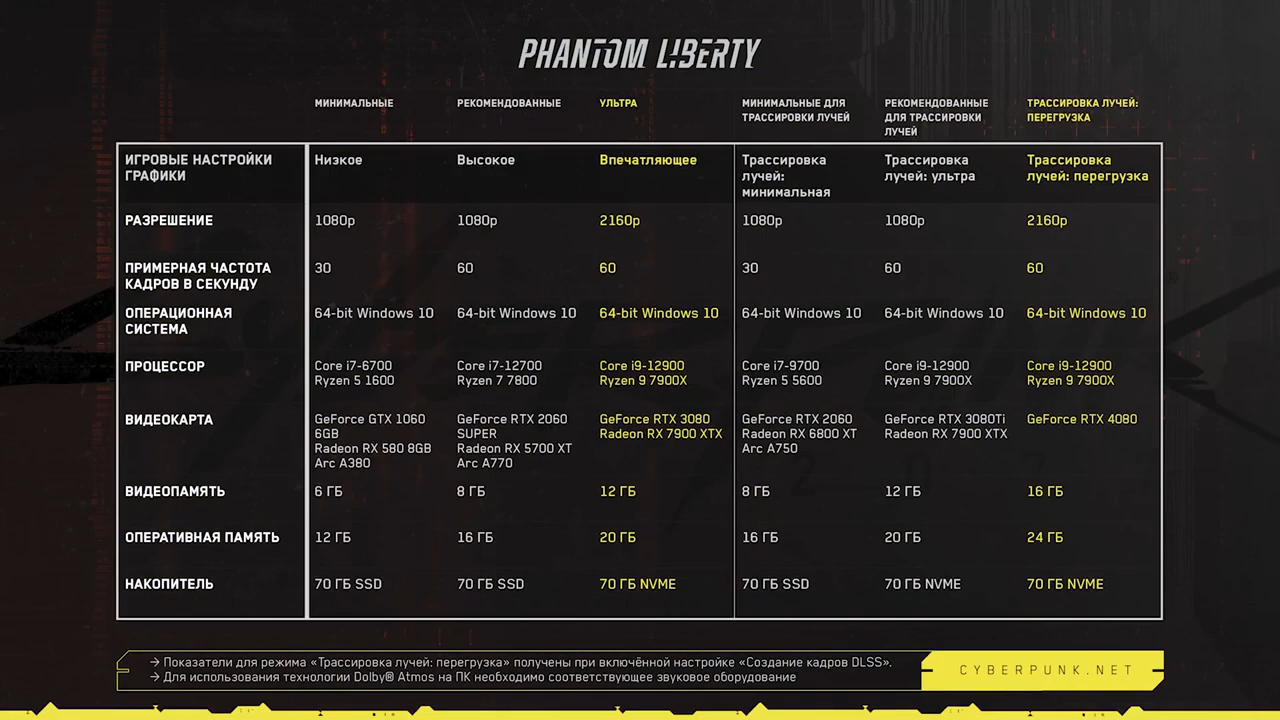 PHANTOM L!BERTY
МИНИМАЛЬНЫЕ РЕКОМЕНДОВАННЫЕ УЛЬТРА МИНИМАЛЬНЫЕ ДЛЯ РЕКОМЕНДОВАННЫЕ ТРАССИРОВКА ЛУЧЕЙ:
ТРАССИРОВКИ ЛУЧЕЙ ДЛЯ ТРАССИРОВКИ ПЕРЕГРУЗКА
ЛУЧЕЙ
ИГРОВЫЕ НАСТРОЙКИ Низкое Высокое Впечатляющее Трассировка Трассировка Трассировка
ГРАФИКИ лучей: лучей: ультра лучей: перегрузка
минимальная
РАЗРЕШЕНИЕ 1080p 1080p 2160p 1080p 1080p 2160p
ПРИМЕРНАЯ ЧАСТОТА 30 60 60 30 60 60
КАДРОВ В СЕКУНДУ
ОПЕРАЦИОННАЯ 64-bit Windows 10 64-bit Windows 10 64-bit Windows 10 64-bit Windows 10 64-bit Windows 10 64-bit Windows 10
СИСТЕМА
ПРОЦЕССОР Core i7-6700 Core i7-12700 Core i9-12900 Core i7-9700 Core i9-12900 Core i9-12900
Ryzen 5 1600 Ryzen 7 7800 Ryzen 9 7900X Ryzen 5 5600 Ryzen 9 7900X Ryzen 9 7900X
ВИДЕОКАРТА GeForce GTX 1060 GeForce RTX 2060 GeForce RTX 3080 GeForce RTX 2060 GeForce RTX 3080Ti GeForce RTX 4080
6GB SUPER Radeon RX 7900 XTX Radeon RX 6800 XT Radeon RX 7900 XTX
Radeon RX 580 8GB Radeon RX 5700 XT Arc A750
Arc A380 Arc A770
ВИДЕОПАМЯТЬ 6 ГБ 8 ГБ 12 ГБ 8 ГБ 12 ГБ 16 ГБ
ОПЕРАТИВНАЯ ПАМЯТЬ 12 ГБ 16 ГБ 20 ГБ 16 ГБ 20 ГБ 24 ГБ
НАКОПИТЕЛЬ 70 ГБ SSD 70 ГБ SSD 70 ГБ NVME 70 ГБ SSD 70 ГБ NVME 70 ГБ NVME
→ Показатели для режима «Трассировка лучей: перегрузка» получены при включённой настройке «Создание кадров DLSS».
→ Для использования технологии Dolby® Atmos на ПК необходимо соответствующее звуковое оборудование
CYBERPUNK.NET